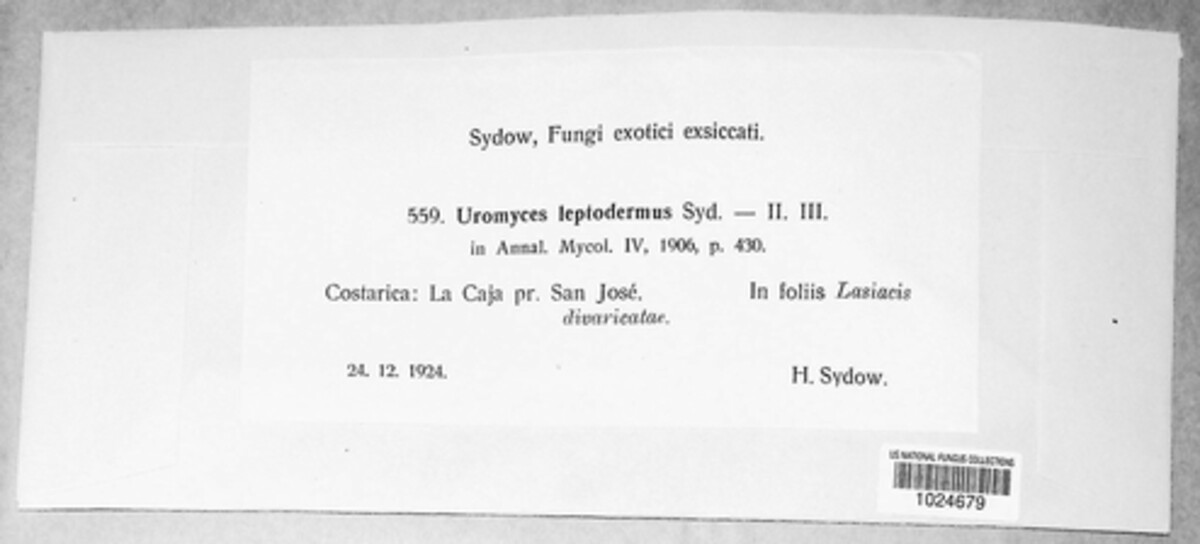 Sydow, Fungi exotici exsiccati.
559. Uromyces leptodermus Syd. — II. III.
in Annal. Mycol. IV, 1906, p. 430.
Costarica: La Caja pr. San José. In foliis Lasiacis
divaricatae.
24. 12. 1924. H. Sydow.
US NATIONAL FUNGUS COLLECTIONS
1024679